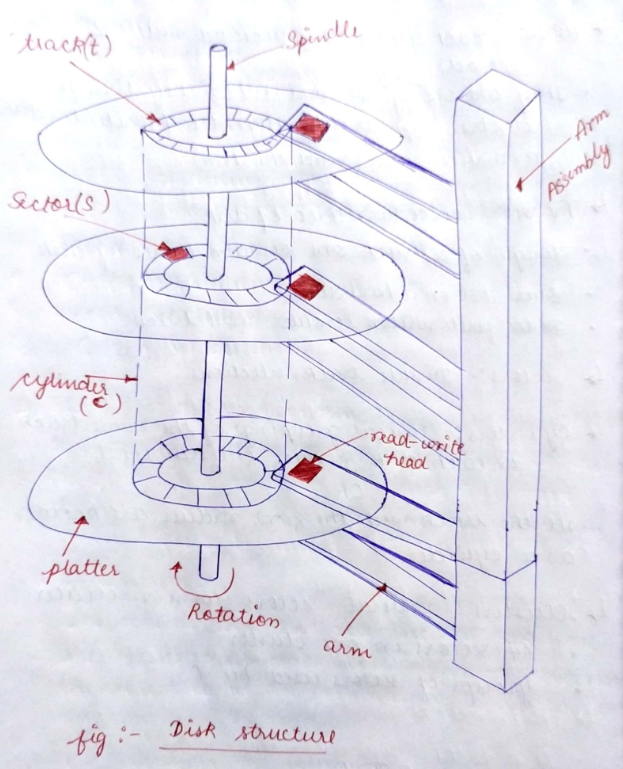 track(t)
Spindle
Arm
Assembly
Sector(S)
cylinder
(c)
read-write
head
platter
Rotation
arm
fig :- Disk structure